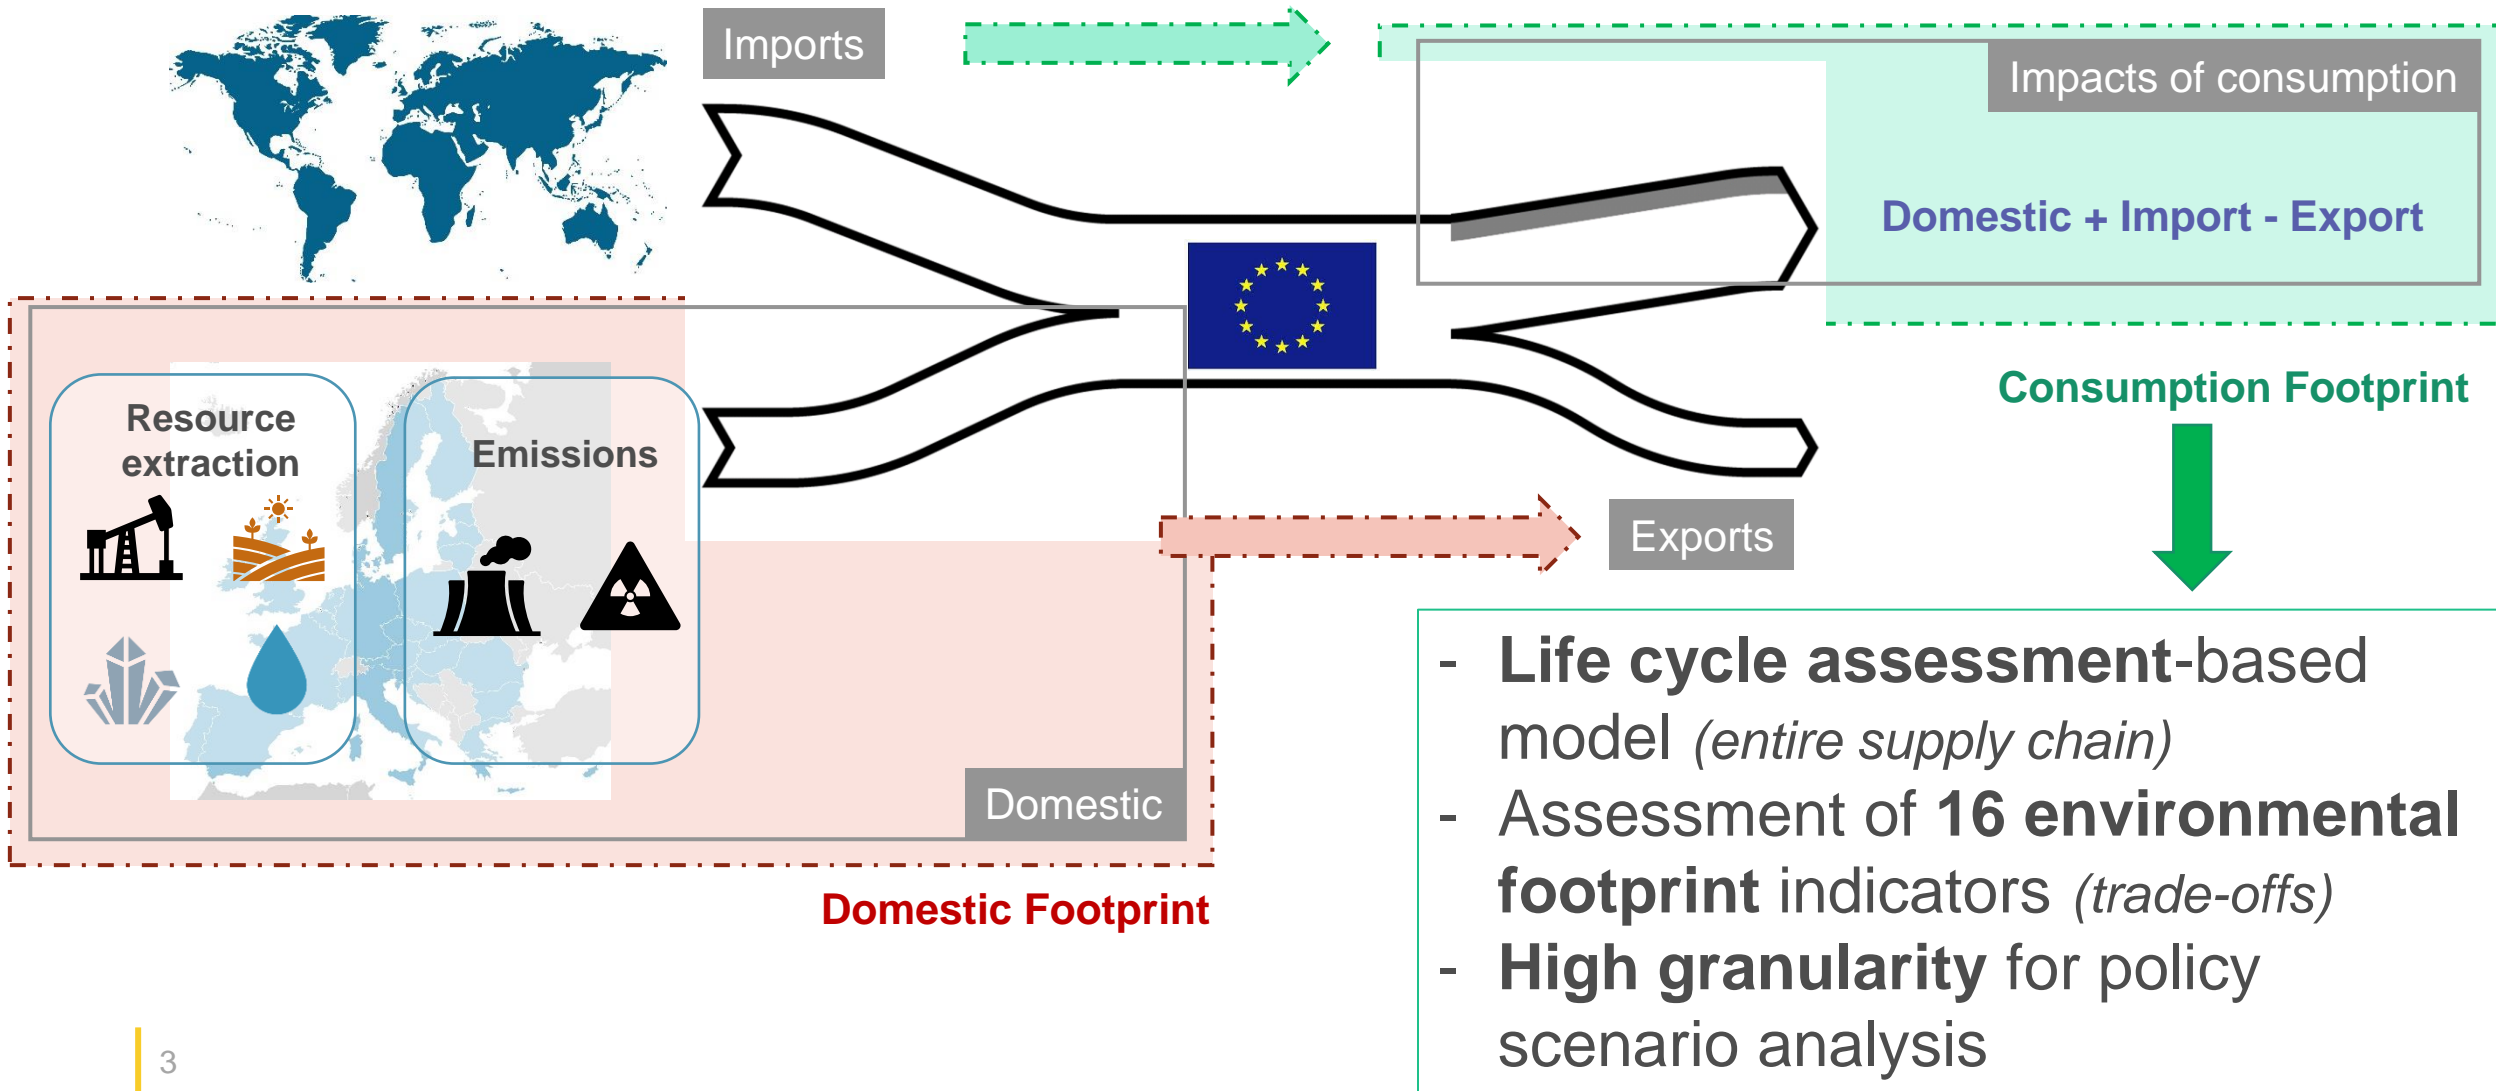 Imports
Impacts of consumption
Domestic + Import - Export
Resource
extraction
Emissions
Consumption Footprint
Exports
Domestic
Domestic Footprint
- Life cycle assessment-based
model (entire supply chain)
- Assessment of 16 environmental
footprint indicators (trade-offs)
- High granularity for policy
scenario analysis
3